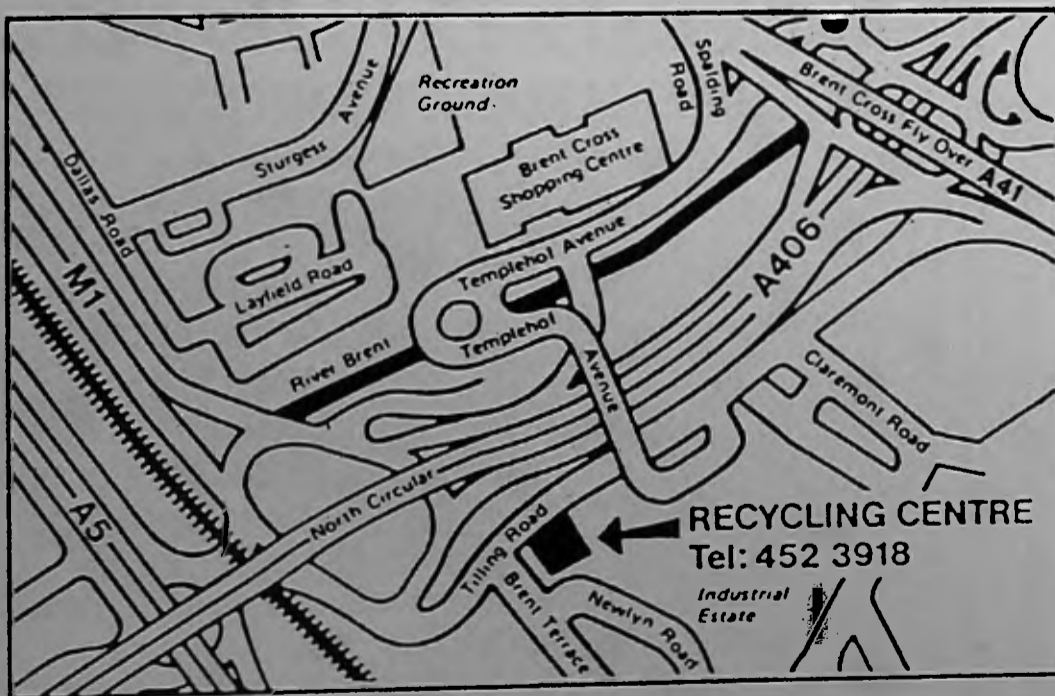 Spalding
Road
Brent Cross Fly Over
A41
Recreation
Ground.
Sturgess
Avenue
Brent Cross
Shopping Centre
Dallas Road
M1
Layfield Road
Templehof Avenue
A406
River Brent
Templehof
Avenue
Claremont Road
A5
North Circular
RECYCLING CENTRE
Tel: 452 3918
Tilling Road
Brent Terrace
Newlyn Road
Industrial
Estate